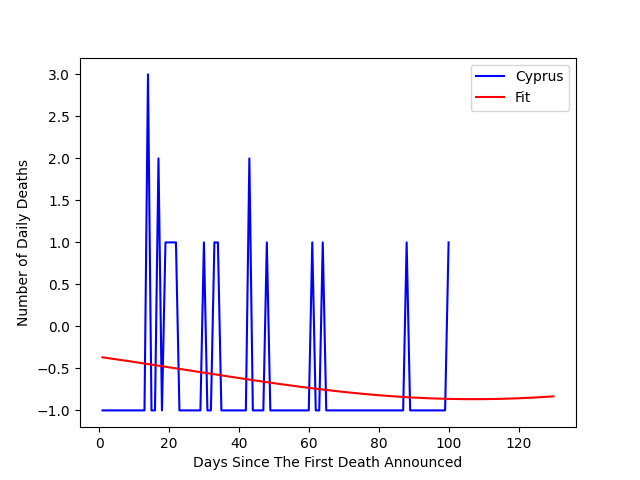 Cyprus
Fit
3.0
2.5
2.0
1.5
1.0
0.5
0.0
−0.5
−1.0
Number of Daily Deaths
0 20 40 60 80 100 120
Days Since The First Death Announced